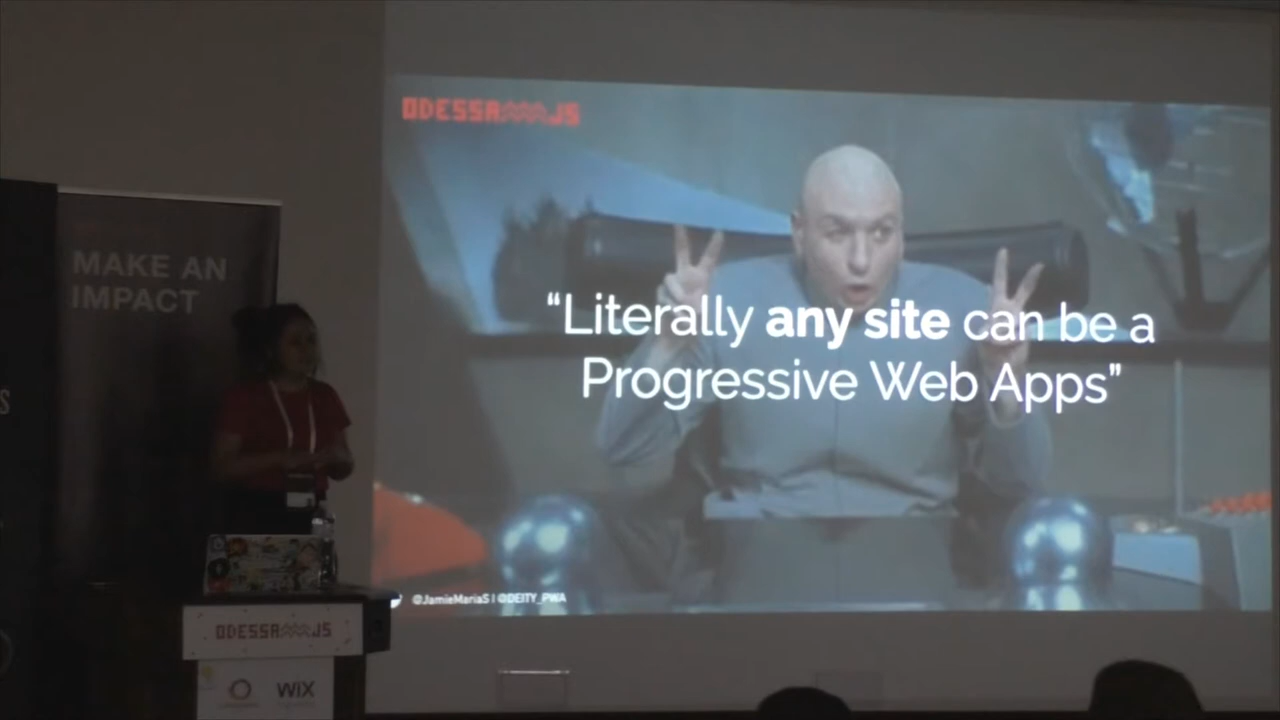 ODESSA JS
MAKE AN
IMPACT
“Literally any site can be a
Progressive Web Apps”
S
@JamieMariaS | @DEITY_PWA
ODESSA JS
WiX